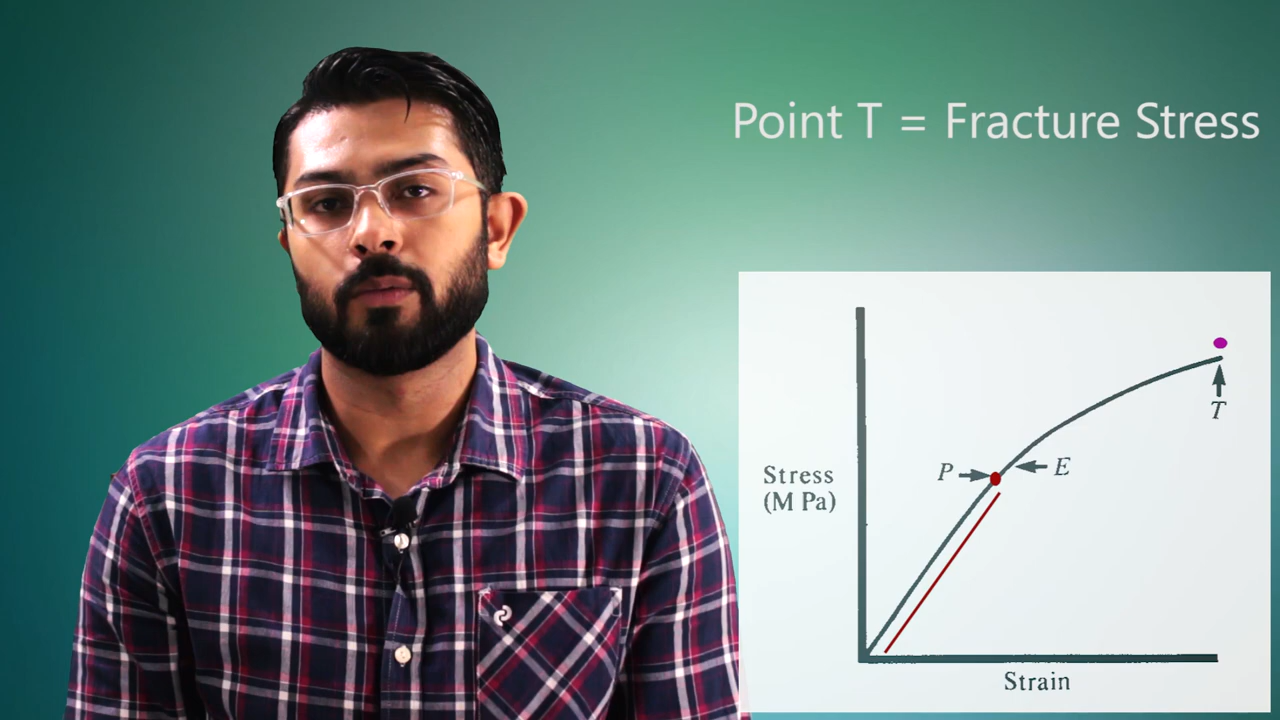 Point T = Fracture Stress
T
P
E
Stress
(M Pa)
Strain